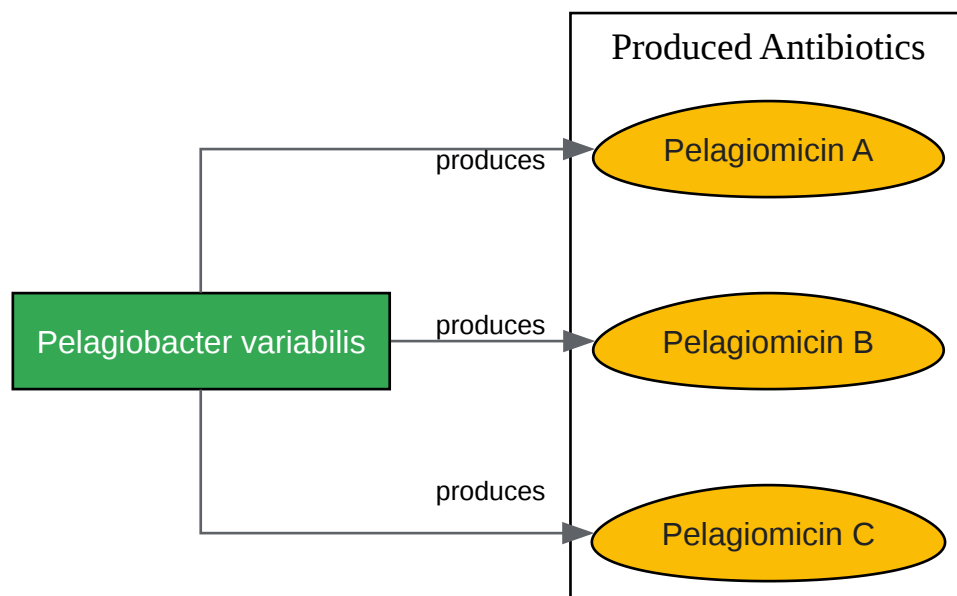 Produced Antibiotics
Pelagiomicin A
produces
Pelagiobacter variabilis
produces
Pelagiomicin B
produces
Pelagiomicin C